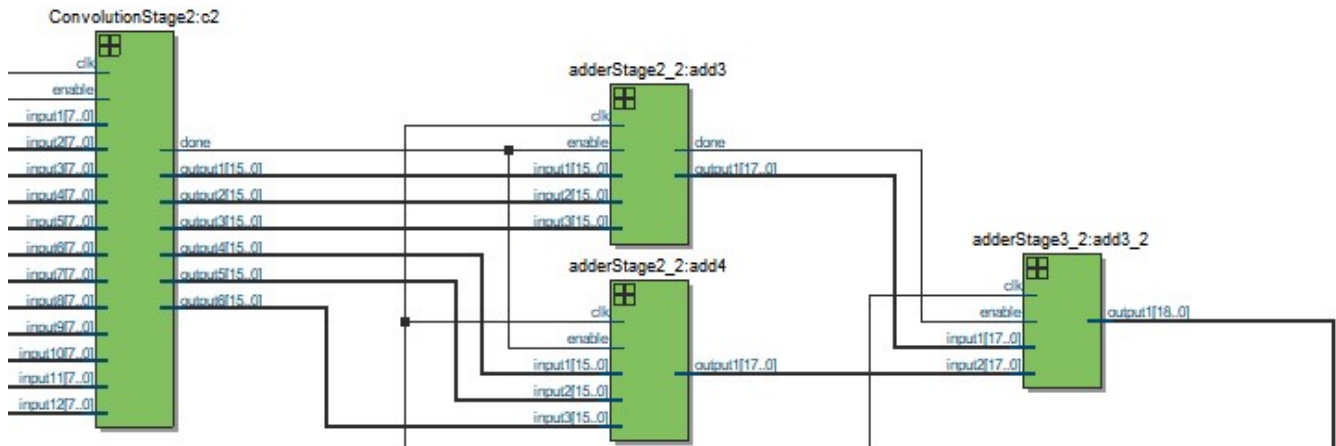 ConvolutionStage2:c2
clk
enable
input1[7..0]
input2[7..0]
input3[7..0]
input4[7..0]
input5[7..0]
input6[7..0]
input7[7..0]
input8[7..0]
input9[7..0]
input10[7..0]
input11[7..0]
input12[7..0]
done
output1[15..0]
output2[15..0]
output3[15..0]
output4[15..0]
output5[15..0]
output6[15..0]
adderStage2_2:add3
clk
enable
input1[15..0]
input2[15..0]
input3[15..0]
done
output1[17..0]
adderStage2_2:add4
clk
enable
input1[15..0]
input2[15..0]
input3[15..0]
output1[17..0]
adderStage3_2:add3_2
clk
enable
input1[17..0]
input2[17..0]
output1[18..0]